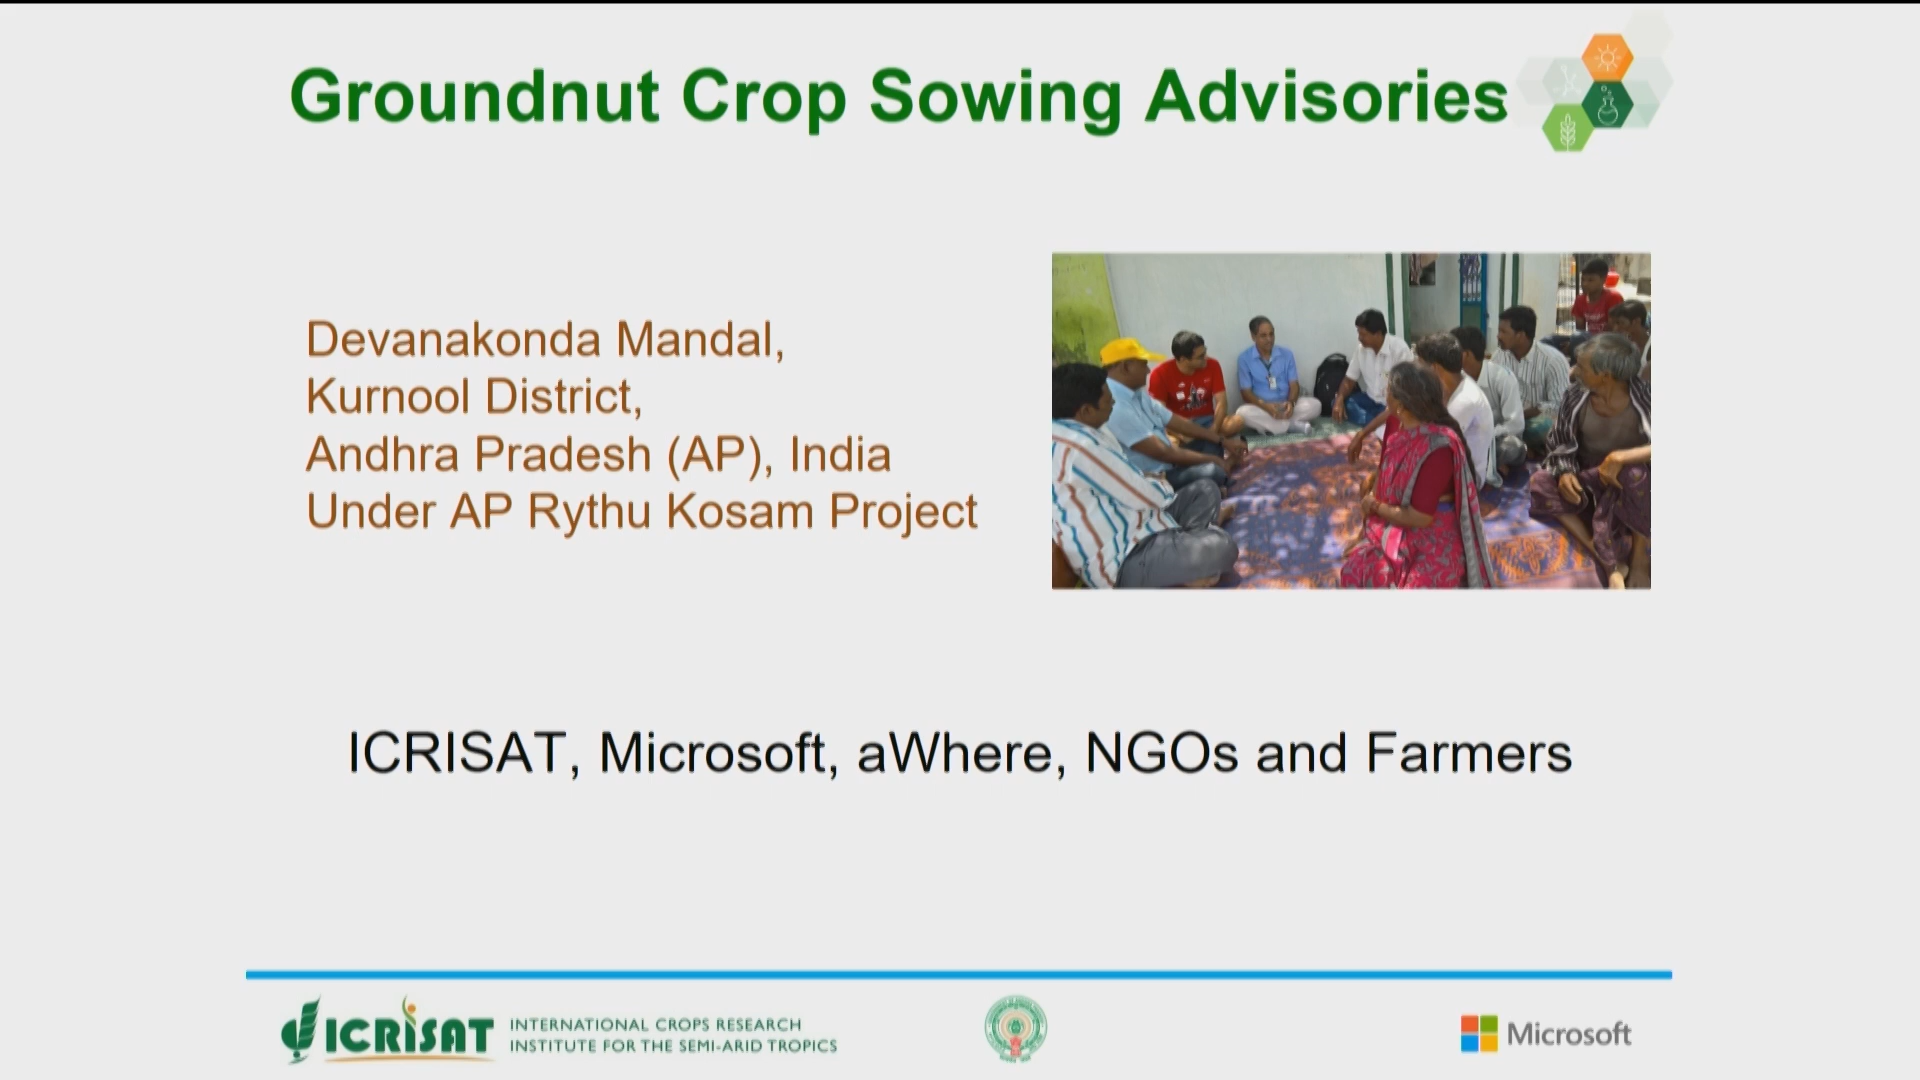 Groundnut Crop Sowing Advisories
Devanakonda Mandal,
Kurnool District,
Andhra Pradesh (AP), India
Under AP Rythu Kosam Project
ICRISAT, Microsoft, aWhere, NGOs and Farmers
ICRISAT
INTERNATIONAL CROPS RESEARCH
INSTITUTE FOR THE SEMI-ARID TROPICS
Microsoft